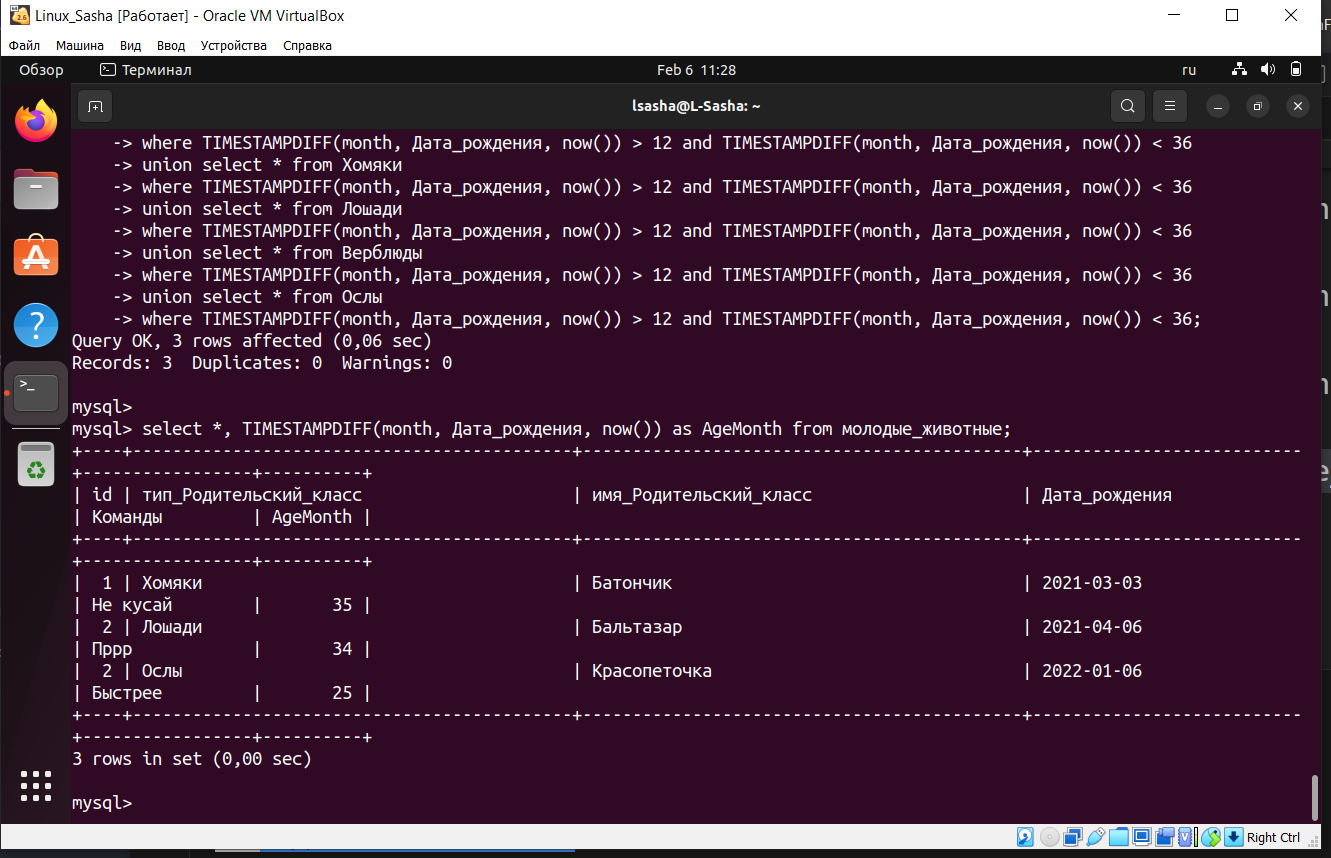 Linux_Sasha [Работает] - Oracle VM VirtualBox
Файл Машина Вид Ввод Устройства Справка
Обзор Терминал Feb 6 11:28 ru
lsasha@L-Sasha: ~
-> where TIMESTAMPDIFF(month, Дата_рождения, now()) > 12 and TIMESTAMPDIFF(month, Дата_рождения, now()) < 36
-> union select * from Хомяки
-> where TIMESTAMPDIFF(month, Дата_рождения, now()) > 12 and TIMESTAMPDIFF(month, Дата_рождения, now()) < 36
-> union select * from Лошади
-> where TIMESTAMPDIFF(month, Дата_рождения, now()) > 12 and TIMESTAMPDIFF(month, Дата_рождения, now()) < 36
-> union select * from Верблюды
-> where TIMESTAMPDIFF(month, Дата_рождения, now()) > 12 and TIMESTAMPDIFF(month, Дата_рождения, now()) < 36
-> union select * from Ослы
-> where TIMESTAMPDIFF(month, Дата_рождения, now()) > 12 and TIMESTAMPDIFF(month, Дата_рождения, now()) < 36;
Query OK, 3 rows affected (0,06 sec)
Records: 3  Duplicates: 0  Warnings: 0
mysql>
mysql> select *, TIMESTAMPDIFF(month, Дата_рождения, now()) as AgeMonth from молодые_животные;
+----+--------------------------------------------+--------------------------------------------+---------------------------
+-----------------+----------+
| id | тип_Родительский_класс | имя_Родительский_класс | Дата_рождения
| Команды | AgeMonth |
+----+--------------------------------------------+--------------------------------------------+---------------------------
+-----------------+----------+
| 1 | Хомяки | Батончик | 2021-03-03
| Не кусай | 35 |
| 2 | Лошади | Бальтазар | 2021-04-06
| Пррр | 34 |
| 2 | Ослы | Красопеточка | 2022-01-06
| Быстрее | 25 |
+----+--------------------------------------------+--------------------------------------------+---------------------------
+-----------------+----------+
3 rows in set (0,00 sec)
mysql>
Right Ctrl